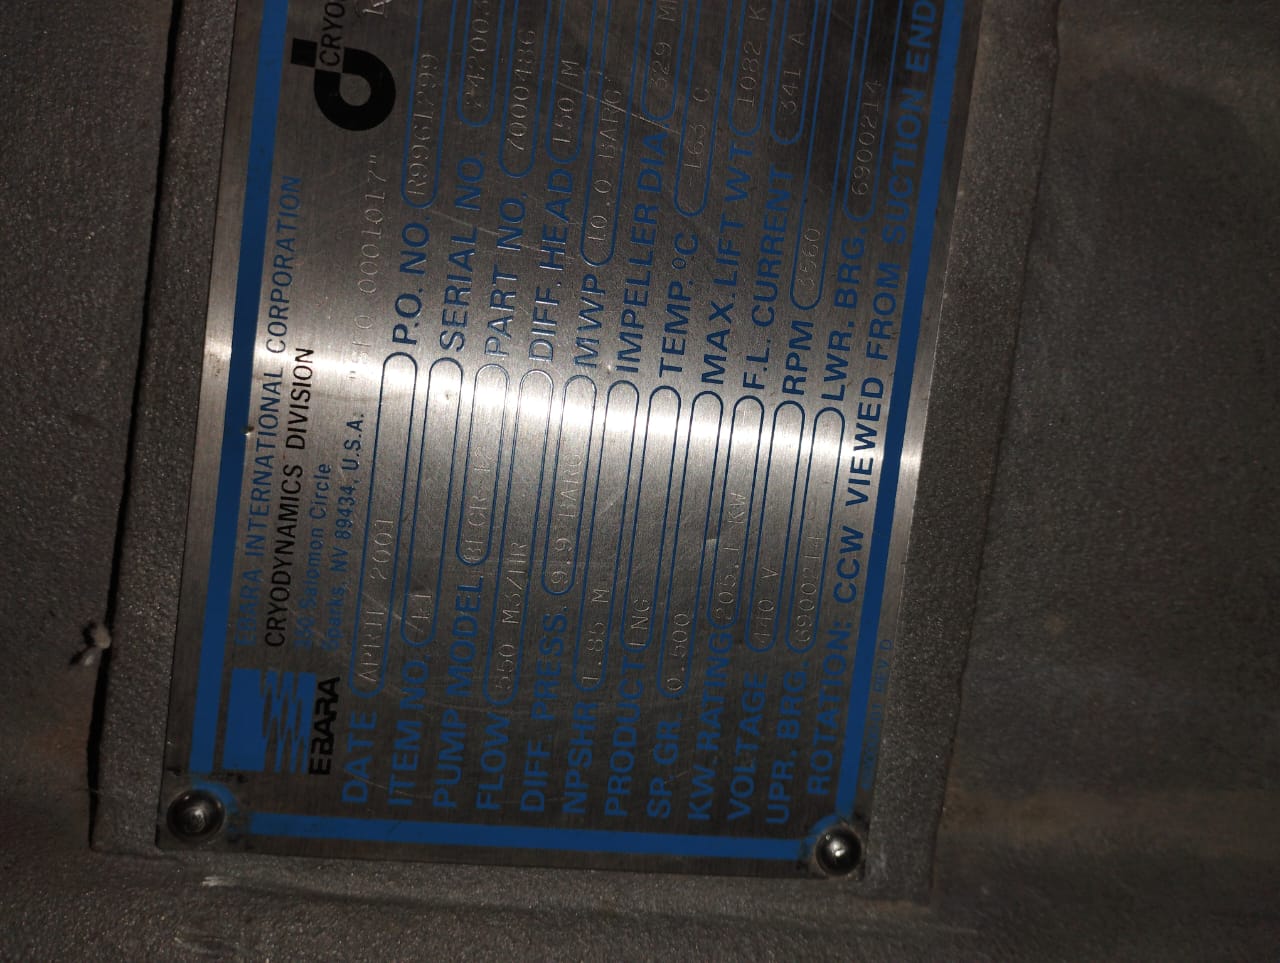 EBARA
EBARA INTERNATIONAL CORPORATION
CRYODYNAMICS DIVISION
350 Salomon Circle
Sparks, NV 89434, U.S.A.
CRYO
0001017"
DATE APRIL 2001 P.O. NO. R9961299
ITEM NO. SERIAL NO
PUMP MODEL PART NO. 7000486
FLOW 550 M3/HR DIFF. HEAD 150 M
DIFF. PRESS. 9.9 BARG MWP 10.0 BARG
NPSHR 1.85 M IMPELLER DIA 329
PRODUCT LNG TEMP.°C -163 C
SP. GR. 0.500 MAX.LIFT WT 1082 K
KW.RATING 205.1 KW F.L. CURRENT 341 A
VOLTAGE 440 V RPM 3560
UPR. BRG. 6900214 LWR. BRG. 6900214
ROTATION: CCW VIEWED FROM SUCTION END
REV D